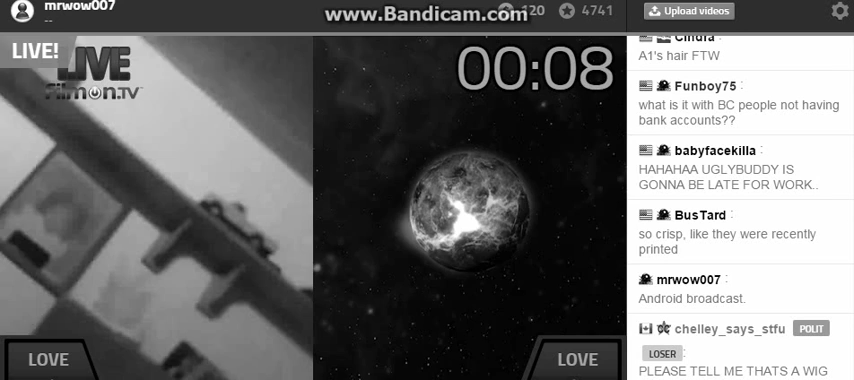 mrwow007
--
www.Bandicam.com
120
4741
Upload videos
LIVE!
LIVE
FilmOn.TV
00:08
LOVE
LOVE
Cindra :
A1's hair FTW
Funboy75 :
what is it with BC people not having
bank accounts??
babyfacekilla :
HAHAHAA UGLYBUDDY IS
GONNA BE LATE FOR WORK..
BusTard :
so crisp, like they were recently
printed
mrwow007 :
Android broadcast.
chelley_says_stfu POLIT
LOSER :
PLEASE TELL ME THATS A WIG